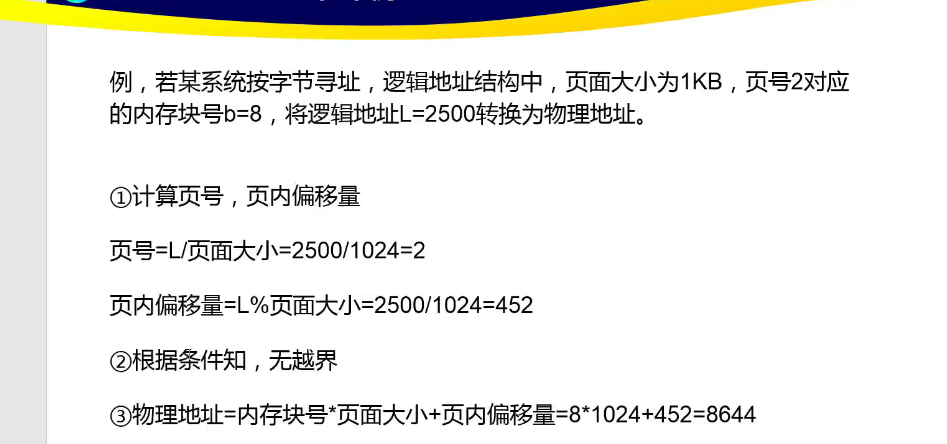 例，若某系统按字节寻址，逻辑地址结构中，页面大小为1KB，页号2对应
的内存块号b=8，将逻辑地址L=2500转换为物理地址。
①计算页号，页内偏移量
页号=L/页面大小=2500/1024=2
页内偏移量=L%页面大小=2500/1024=452
②根据条件知，无越界
③物理地址=内存块号*页面大小+页内偏移量=8*1024+452=8644